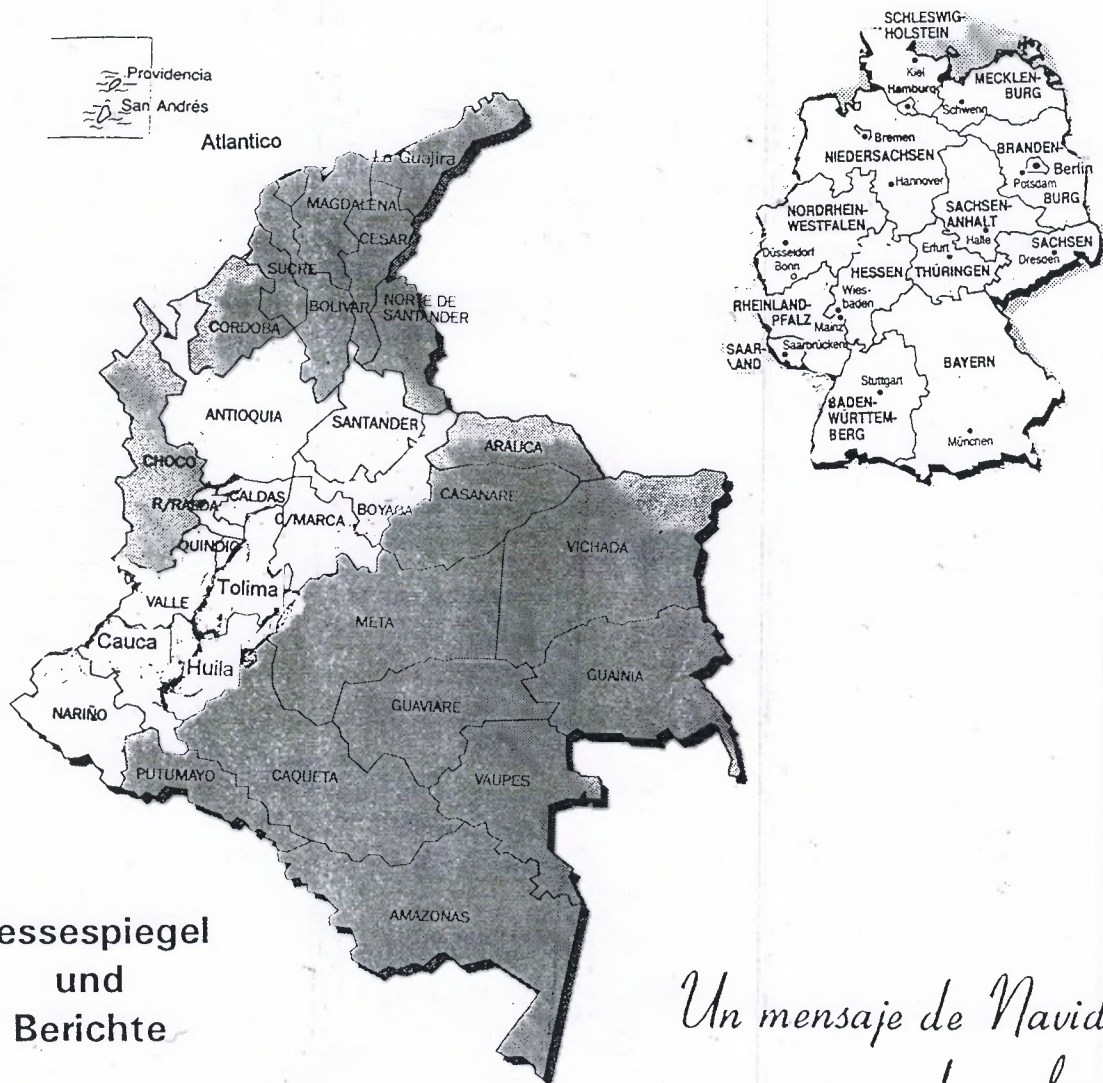 Providencia
San Andrés
Atlantico
La Guajira
MAGDALENA
CESAR
SUCRE
BOLIVAR
NORTE DE
SANTANDER
CORDOBA
ANTIOQUIA
SANTANDER
ARAUCA
CHOCO
CASANARE
R/RALDA
CALDAS
C/MARCA
BOYACA
VICHADA
QUINDIO
Tolima
VALLE
META
Cauca
Huila
GUAINIA
NARIÑO
GUAVIARE
PUTUMAYO
CAQUETA
VAUPES
AMAZONAS
SCHLESWIG-
HOLSTEIN
Kiel
Hamburg
MECKLEN-
BURG
Schwerin
Bremen
NIEDERSACHSEN
BRANDEN-
Berlin
Hannover
Potsdam
BURG
NORDRHEIN-
WESTFALEN
SACHSEN-
ANHALT
Halle
Düsseldorf
Bonn
Erfurt
SACHSEN
Dresden
HESSEN
THÜRINGEN
Wies-
baden
RHEINLAND-
PFALZ
Mainz
SAAR-
LAND
Saarbrücken
BAYERN
Stuttgart
BADEN-
WÜRTTEM-
BERG
München
essespiegel
und
Berichte
Un mensaje de Navid